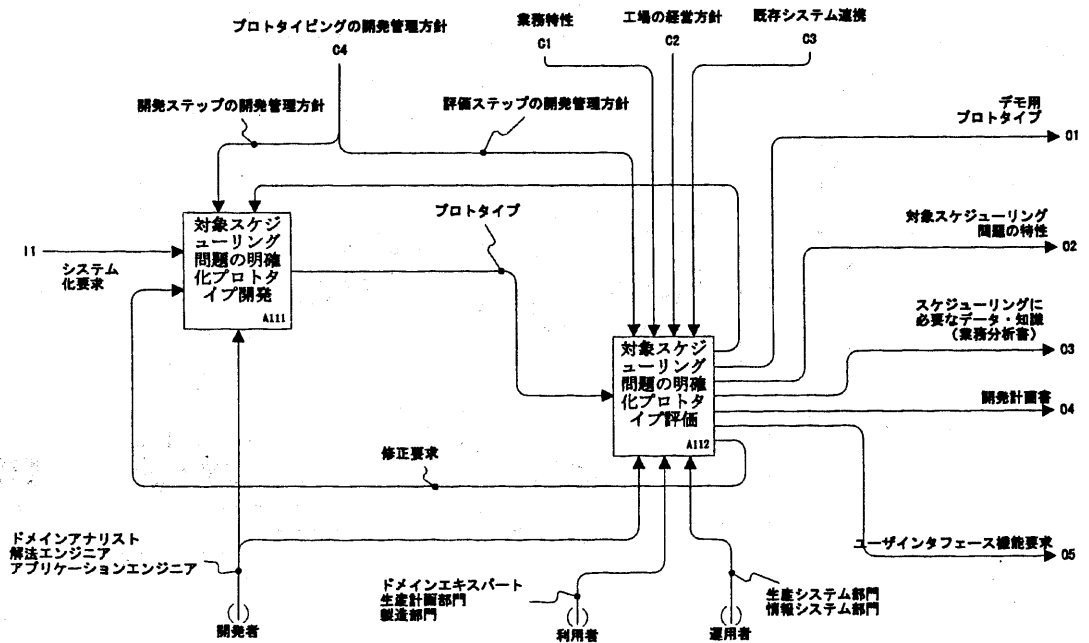 プロトタイピングの開発管理方針
C4
業務特性
C1
工場の経営方針
C2
既存システム連携
C3
開発ステップの開発管理方針
評価ステップの開発管理方針
デモ用
プロトタイプ
O1
対象スケジ
ューリング
問題の明確
化プロトタ
イプ開発
A111
I1
システム
化要求
プロトタイプ
対象スケジューリング
問題の特性
O2
スケジューリングに
必要なデータ・知識
(業務分析書)
O3
対象スケジ
ューリング
問題の明確
化プロトタ
イプ評価
A112
開発計画書
O4
修正要求
ユーザインタフェース機能要求
O5
ドメインアナリスト
解法エンジニア
アプリケーションエンジニア
ドメインエキスパート
生産計画部門
製造部門
生産システム部門
情報システム部門
開発者
利用者
運用者